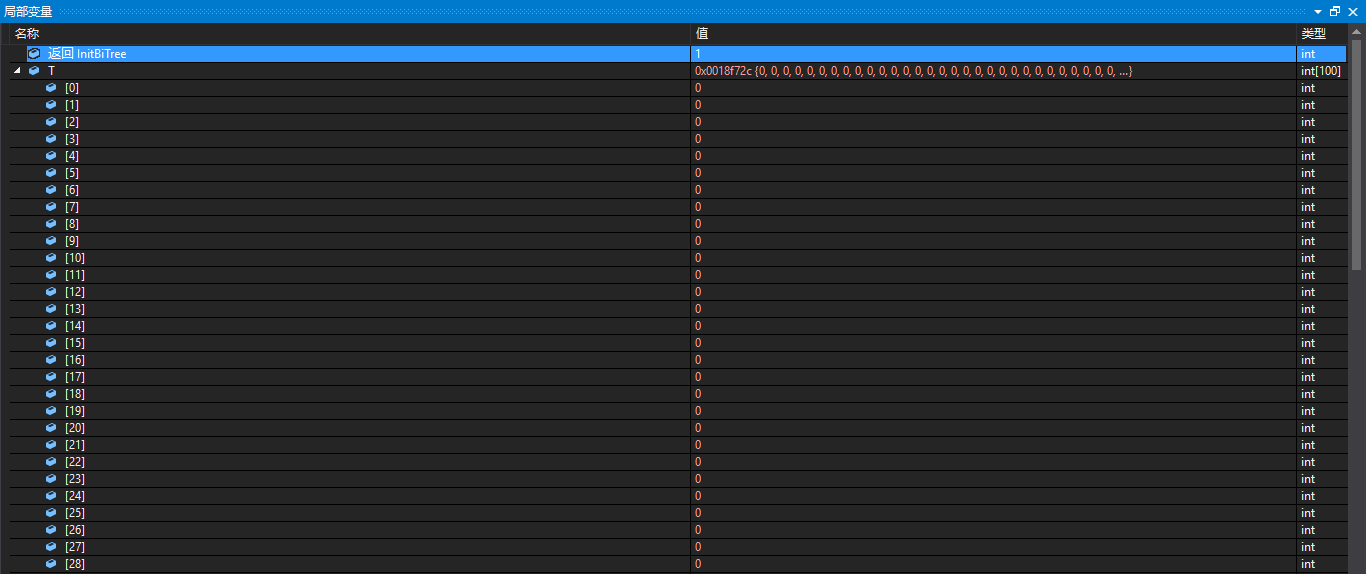 局部变量
名称 值 类型
返回 InitBiTree 1 int
T 0x0018f72c {0, 0, 0, 0, 0, 0, 0, 0, 0, 0, 0, 0, 0, 0, 0, 0, 0, 0, 0, 0, 0, 0, 0, 0, 0, 0, 0, 0, 0, 0, ...} int[100]
[0] 0 int
[1] 0 int
[2] 0 int
[3] 0 int
[4] 0 int
[5] 0 int
[6] 0 int
[7] 0 int
[8] 0 int
[9] 0 int
[10] 0 int
[11] 0 int
[12] 0 int
[13] 0 int
[14] 0 int
[15] 0 int
[16] 0 int
[17] 0 int
[18] 0 int
[19] 0 int
[20] 0 int
[21] 0 int
[22] 0 int
[23] 0 int
[24] 0 int
[25] 0 int
[26] 0 int
[27] 0 int
[28] 0 int